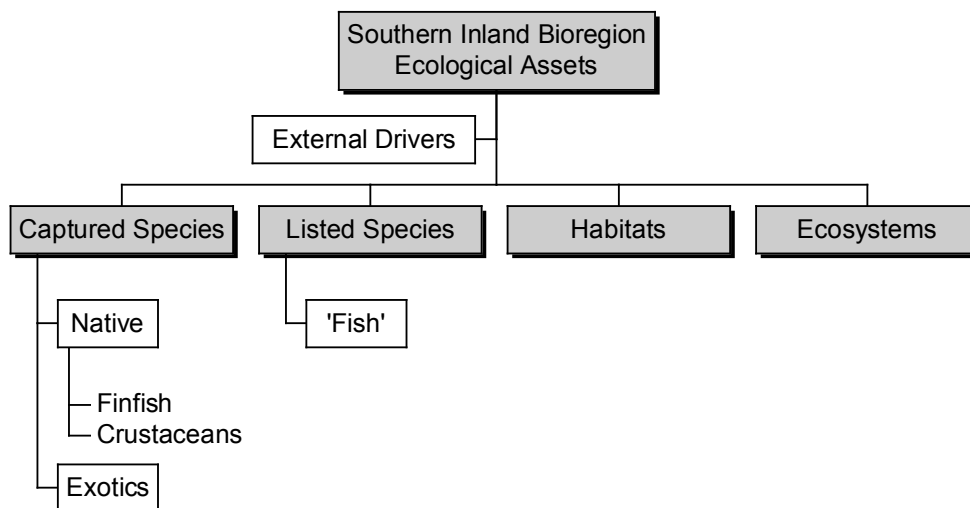 Southern Inland Bioregion
Ecological Assets
External Drivers
Captured Species
Listed Species
Habitats
Ecosystems
Native
'Fish'
Finfish
Crustaceans
Exotics